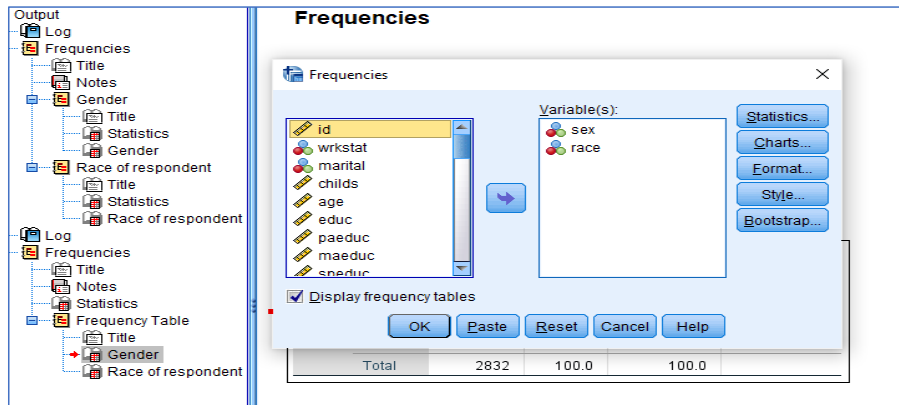 Output
Log
Frequencies
Title
Notes
Gender
Title
Statistics
Gender
Race of respondent
Title
Statistics
Race of respondent
Log
Frequencies
Title
Notes
Statistics
Frequency Table
Title
Gender
Race of respondent
Frequencies
Frequencies
id
wrkstat
marital
childs
age
educ
paeduc
maeduc
speduc
Variable(s):
sex
race
Statistics...
Charts...
Format...
Style...
Bootstrap...
Display frequency tables
OK Paste Reset Cancel Help
Total 2832 100.0 100.0